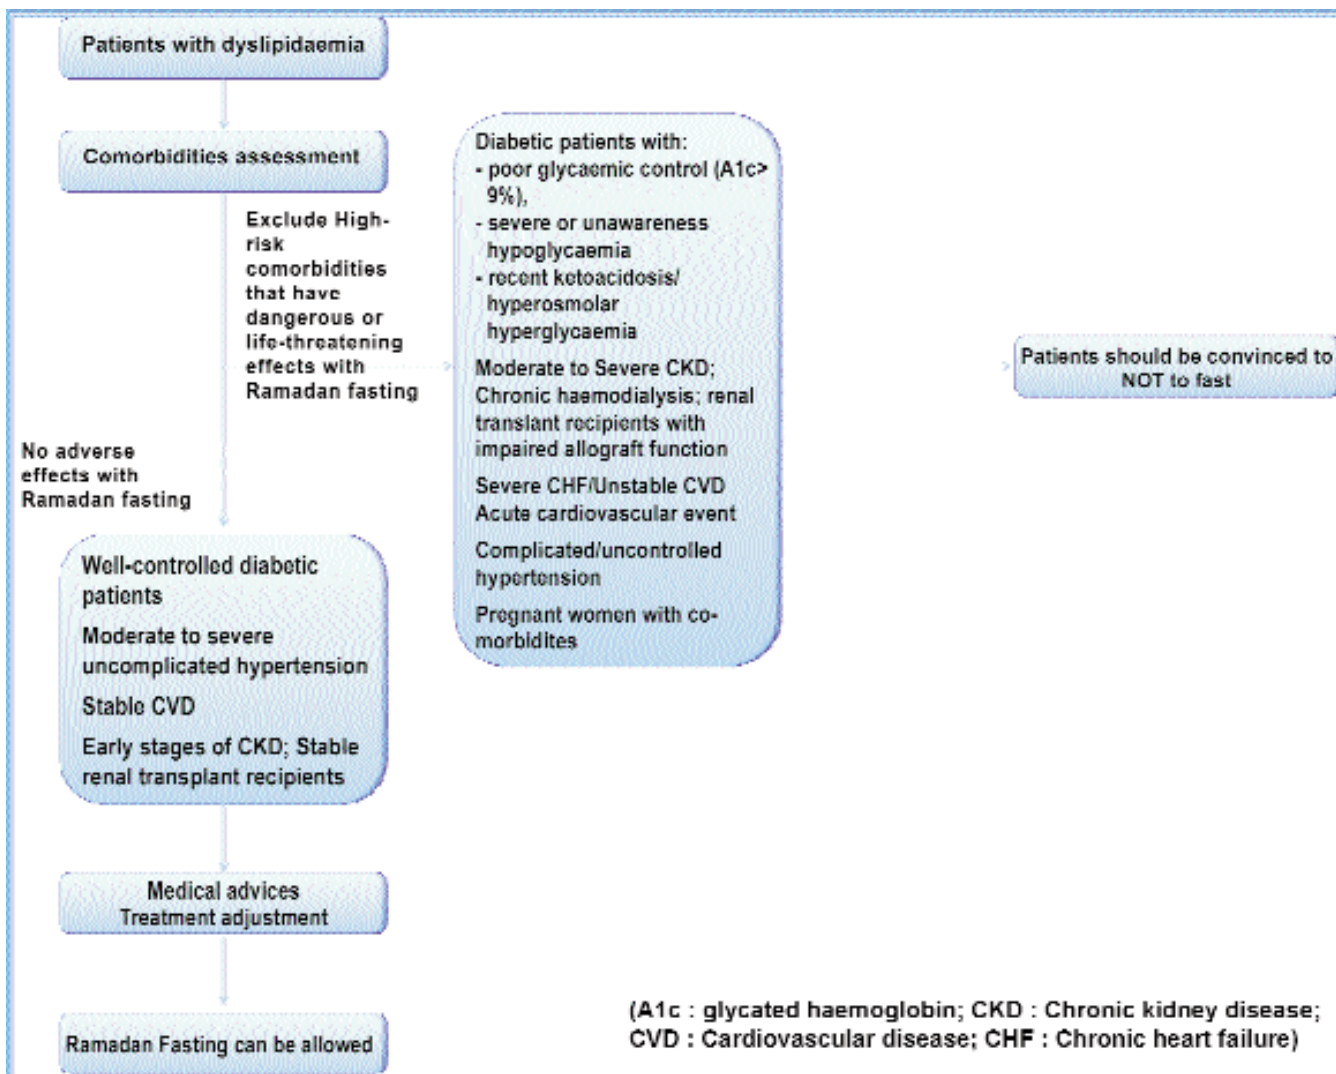 Patients with dyslipidaemia
Comorbidities assessment
Exclude High-
risk
comorbidities
that have
dangerous or
life-threatening
effects with
Ramadan fasting
Diabetic patients with:
- poor glycaemic control (A1c>
9%),
- severe or unawareness
hypoglycaemia
- recent ketoacidosis/
hyperosmolar
hyperglycaemia
Moderate to Severe CKD;
Chronic haemodialysis; renal
translant recipients with
impaired allograft function
Severe CHF/Unstable CVD
Acute cardiovascular event
Complicated/uncontrolled
hypertension
Pregnant women with co-
morbidites
Patients should be convinced to
NOT to fast
No adverse
effects with
Ramadan fasting
Well-controlled diabetic
patients
Moderate to severe
uncomplicated hypertension
Stable CVD
Early stages of CKD; Stable
renal transplant recipients
Medical advices
Treatment adjustment
Ramadan Fasting can be allowed
(A1c : glycated haemoglobin; CKD : Chronic kidney disease;
CVD : Cardiovascular disease; CHF : Chronic heart failure)